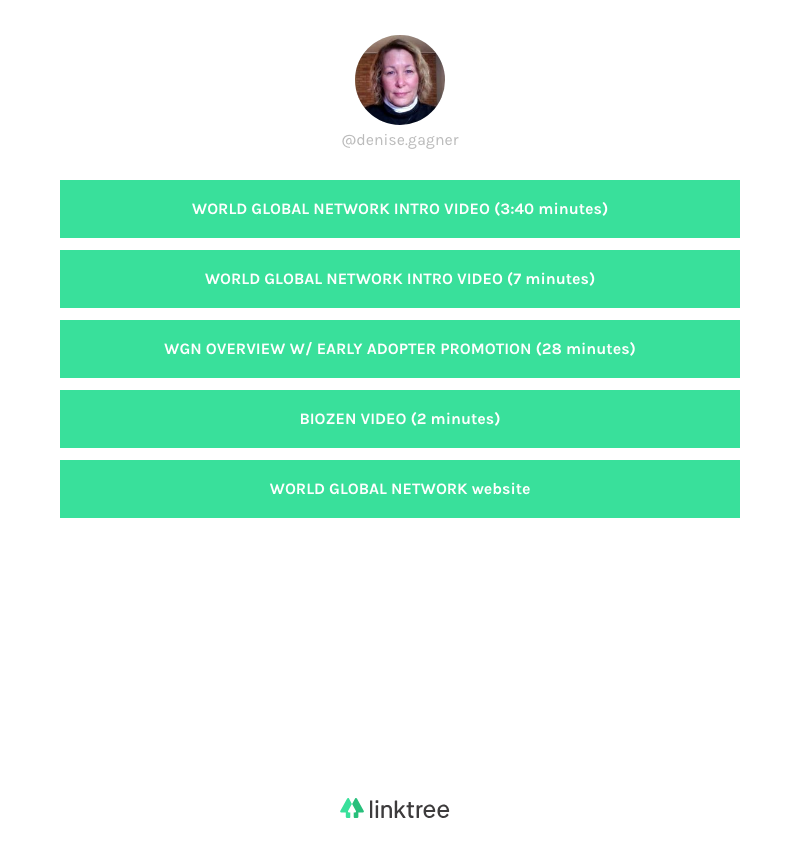 @denise.gagner
WORLD GLOBAL NETWORK INTRO VIDEO (3:40 minutes)
WORLD GLOBAL NETWORK INTRO VIDEO (7 minutes)
WGN OVERVIEW W/ EARLY ADOPTER PROMOTION (28 minutes)
BIOZEN VIDEO (2 minutes)
WORLD GLOBAL NETWORK website
linktree